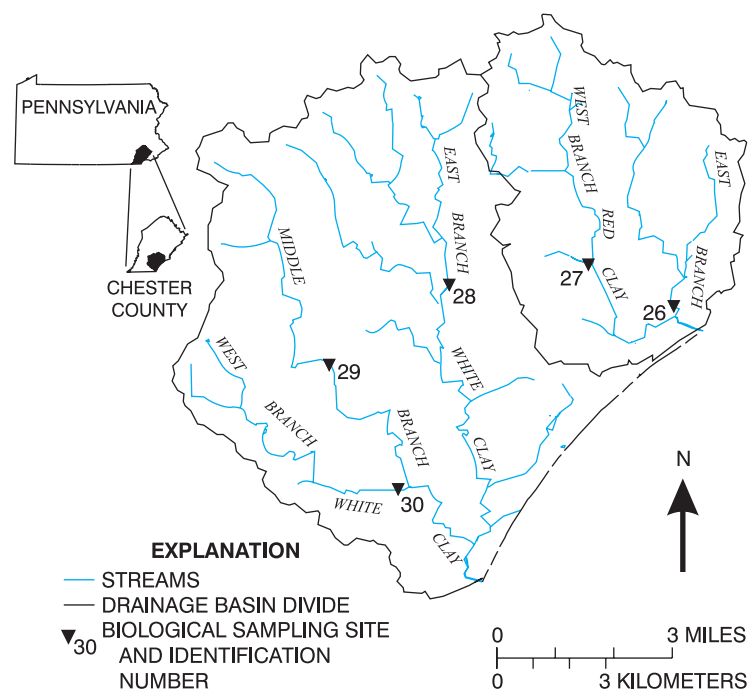 PENNSYLVANIA
CHESTER
COUNTY
WEST
BRANCH
RED
CLAY
EAST
BRANCH
27
26
EAST
BRANCH
28
WHITE
CLAY
MIDDLE
29
BRANCH
WEST
BRANCH
WHITE
30
CLAY
N
EXPLANATION
STREAMS
DRAINAGE BASIN DIVIDE
30 BIOLOGICAL SAMPLING SITE
AND IDENTIFICATION
NUMBER
0 3 MILES
0 3 KILOMETERS